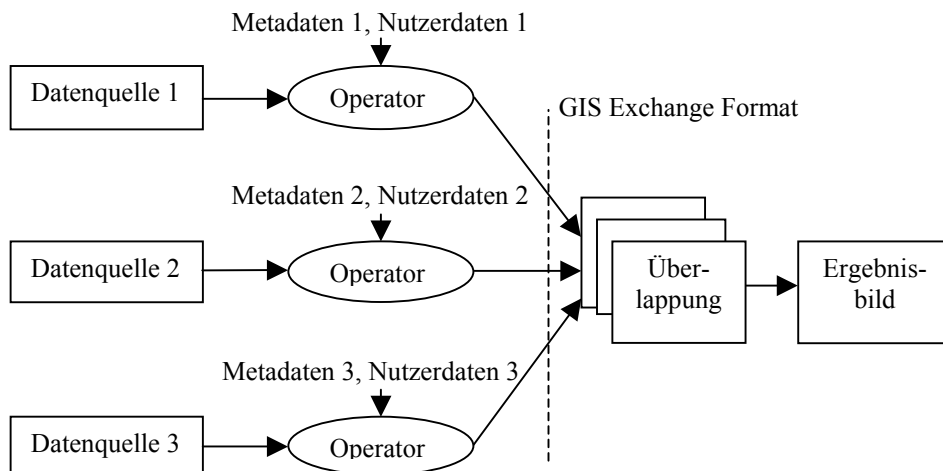 Metadaten 1, Nutzerdaten 1
Datenquelle 1
Operator
GIS Exchange Format
Metadaten 2, Nutzerdaten 2
Datenquelle 2
Operator
Über-
lappung
Ergebnis-
bild
Metadaten 3, Nutzerdaten 3
Datenquelle 3
Operator